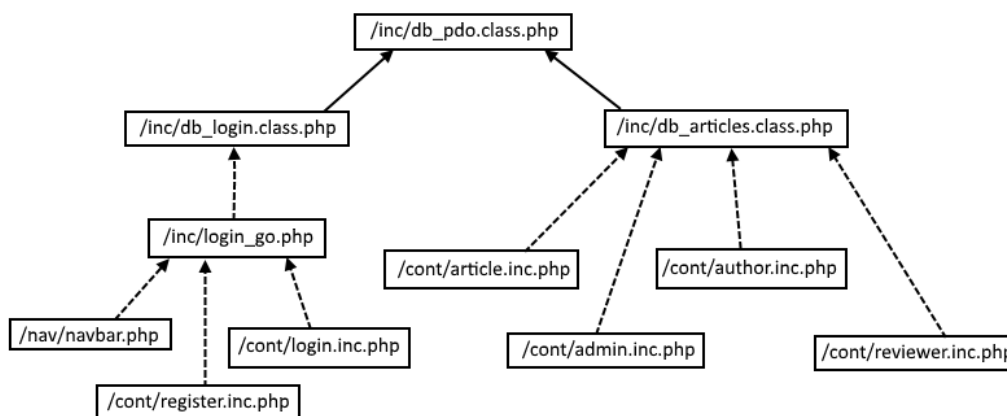 /inc/db_pdo.class.php
/inc/db_login.class.php
/inc/db_articles.class.php
/inc/login_go.php
/cont/article.inc.php
/cont/author.inc.php
/nav/navbar.php
/cont/login.inc.php
/cont/admin.inc.php
/cont/reviewer.inc.php
/cont/register.inc.php